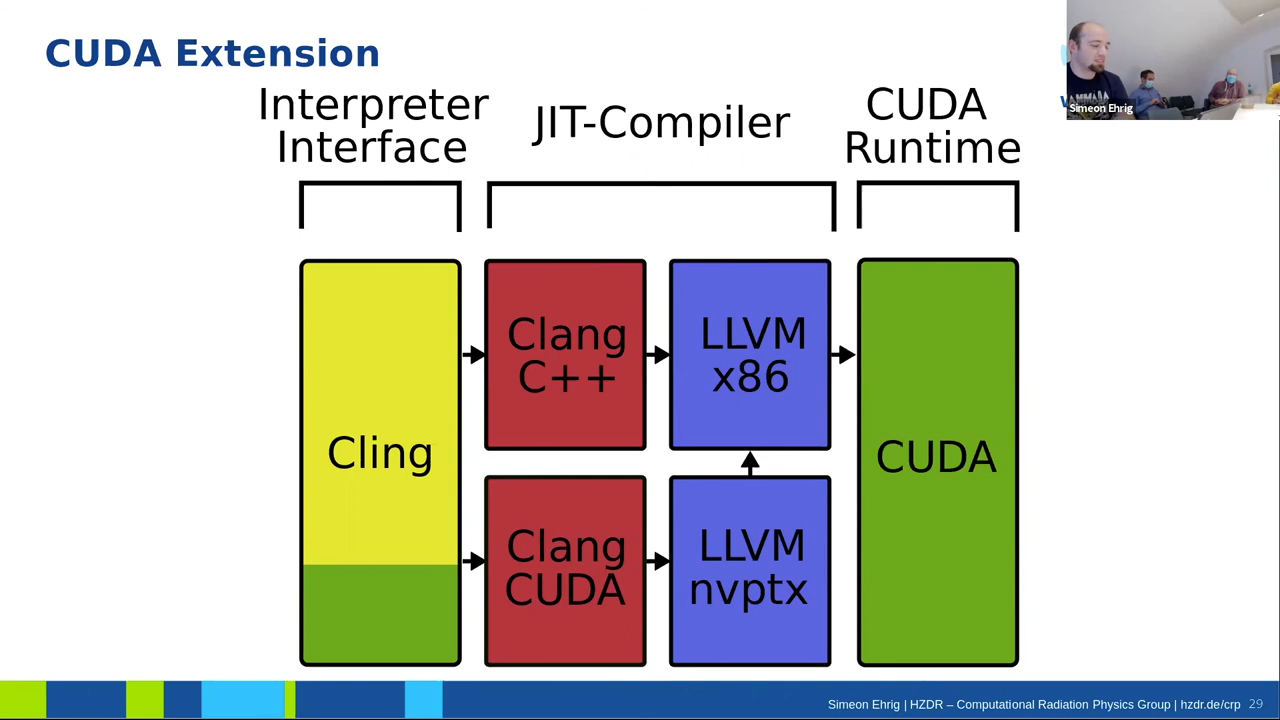 CUDA Extension
Interpreter
Interface
JIT-Compiler
CUDA
Runtime
Simeon Ehrig
Cling
Clang
C++
LLVM
x86
CUDA
Clang
CUDA
LLVM
nvptx
Simeon Ehrig | HZDR – Computational Radiation Physics Group | hzdr.de/crp 29